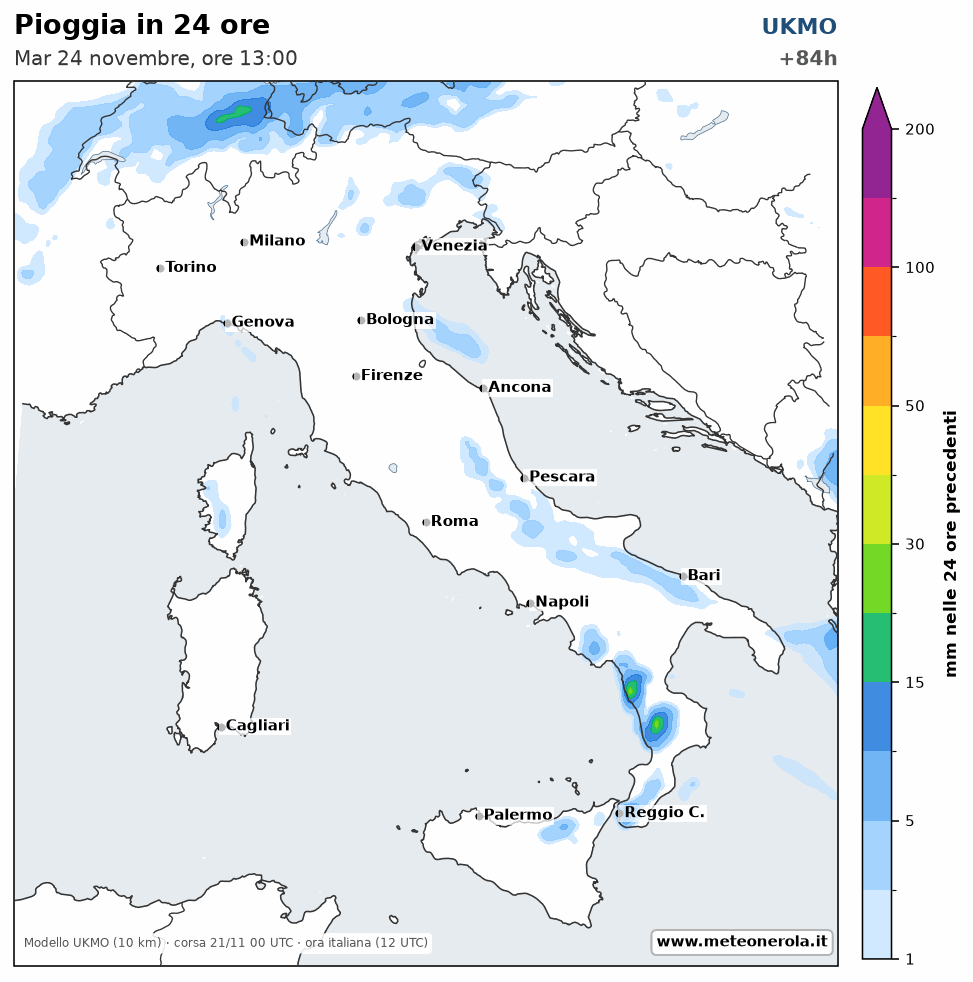 Pioggia in 24 ore
UKMO
Mar 24 novembre, ore 13:00
+84h
200
100
50
30
15
5
1
mm nelle 24 ore precedenti
Milano
Venezia
Torino
Genova
Bologna
Firenze
Ancona
Pescara
Roma
Bari
Napoli
Cagliari
Palermo
Reggio C.
Modello UKMO (10 km) · corsa 21/11 00 UTC · ora italiana (12 UTC)
www.meteonerola.it